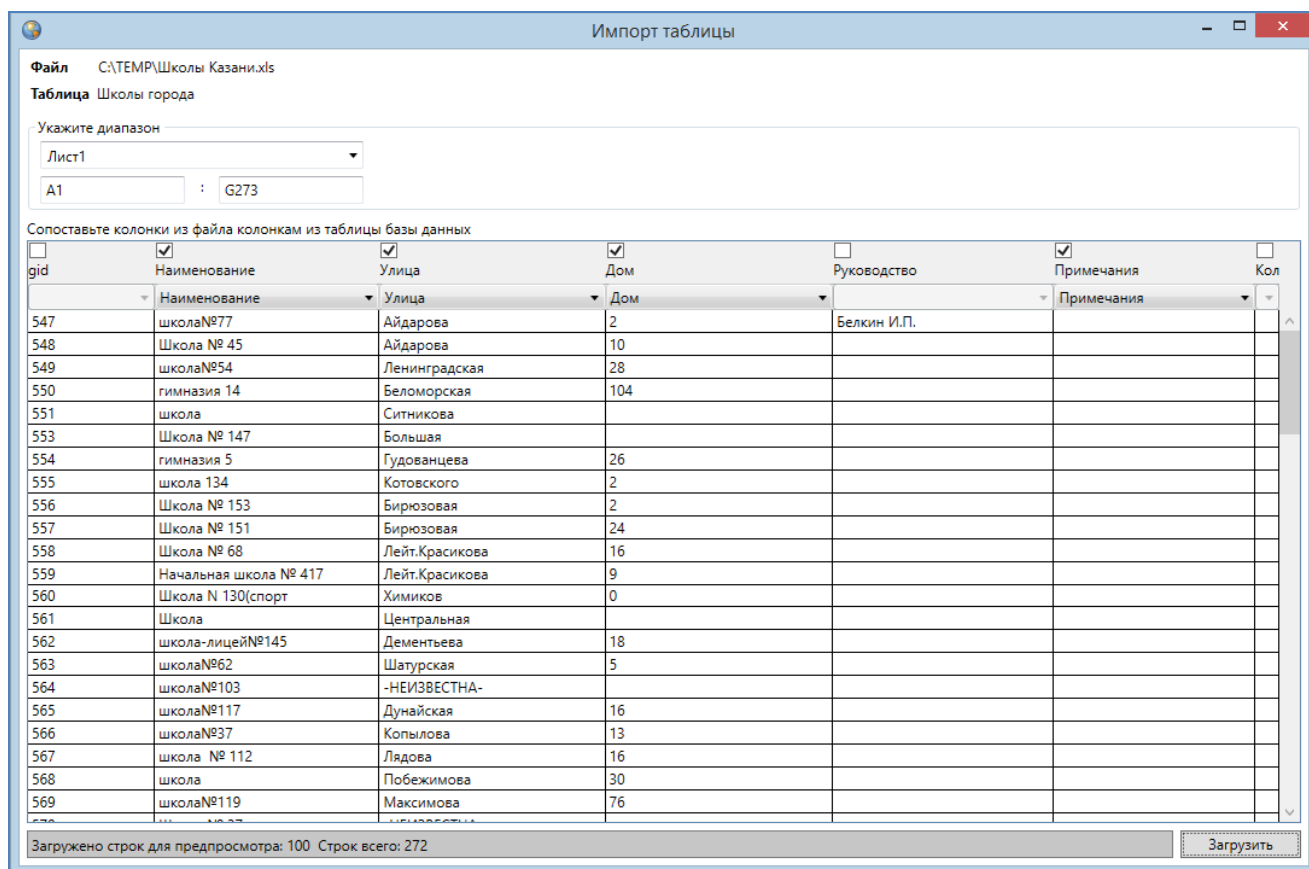 Импорт таблицы
Файл C:\TEMP\Школы Казани.xls
Таблица Школы города
Укажите диапазон
Лист1
A1 : G273
Сопоставьте колонки из файла колонкам из таблицы базы данных
gid Наименование Улица Дом Руководство Примечания Кол
Наименование Улица Дом Примечания
547 школа№77 Айдарова 2 Белкин И.П.
548 Школа № 45 Айдарова 10
549 школа№54 Ленинградская 28
550 гимназия 14 Беломорская 104
551 школа Ситникова
553 Школа № 147 Большая
554 гимназия 5 Гудованцева 26
555 школа 134 Котовского 2
556 Школа № 153 Бирюзовая 2
557 Школа № 151 Бирюзовая 24
558 Школа № 68 Лейт.Красикова 16
559 Начальная школа № 417 Лейт.Красикова 9
560 Школа N 130(спорт Химиков 0
561 Школа Центральная
562 школа-лицей№145 Дементьева 18
563 школа№62 Шатурская 5
564 школа№103 -НЕИЗВЕСТНА-
565 школа№117 Дунайская 16
566 школа№37 Копылова 13
567 школа № 112 Лядова 16
568 школа Побежимова 30
569 школа№119 Максимова 76
Загружено строк для предпросмотра: 100 Строк всего: 272
Загрузить